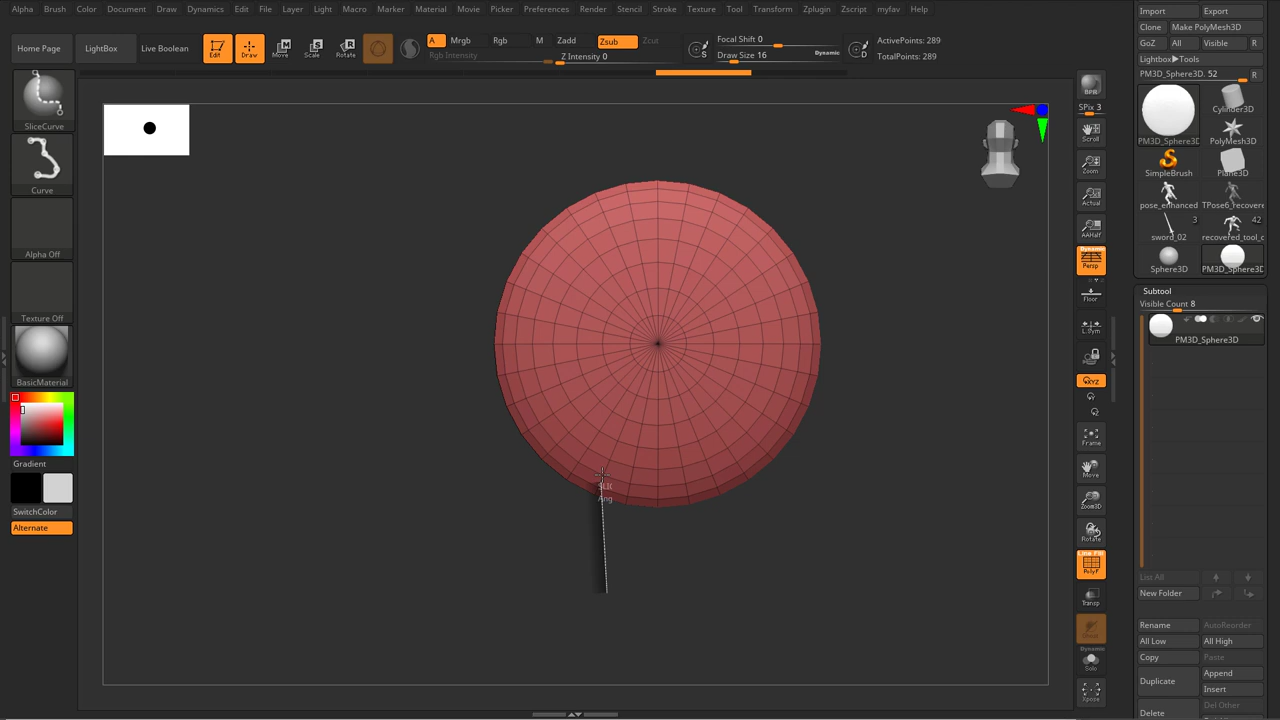 Alpha Brush Color Document Draw Dynamics Edit File Layer Light Macro Marker Material Movie Picker Preferences Render Stencil Stroke Texture Tool Transform Zplugin Zscript myfav Help
Home Page
LightBox
Live Boolean
Edit
Draw
Move
Scale
Rotate
A
Mrgb
Rgb
M
Zadd
Zsub
Zcut
Rgb Intensity
Z Intensity 0
S
Focal Shift 0
Draw Size 16
Dynamic
D
ActivePoints: 289
TotalPoints: 289
SliceCurve
Curve
Alpha Off
Texture Off
BasicMaterial
Gradient
SwitchColor
Alternate
Ang
BPR
SPix 3
Scroll
Zoom
Actual
AAHalf
Dynamic
Persp
Floor
L.Sym
XYZ
Y
Z
Frame
Move
Zoom3D
Rotate
PolyF
Transp
Ghost
Dynamic
Solo
Xpose
Import
Export
Clone
Make PolyMesh3D
GoZ
All
Visible
R
Lightbox▶Tools
PM3D_Sphere3D. 52
R
PM3D_Sphere3D
Cylinder3D
PolyMesh3D
SimpleBrush
Plane3D
pose_enhanced
TPose6_recovere
3
42
sword_02
recovered_tool_c
Sphere3D
PM3D_Sphere3D
Subtool
Visible Count 8
PM3D_Sphere3D
List All
New Folder
Rename
AutoReorder
All Low
All High
Copy
Paste
Duplicate
Append
Insert
Delete
Del Other